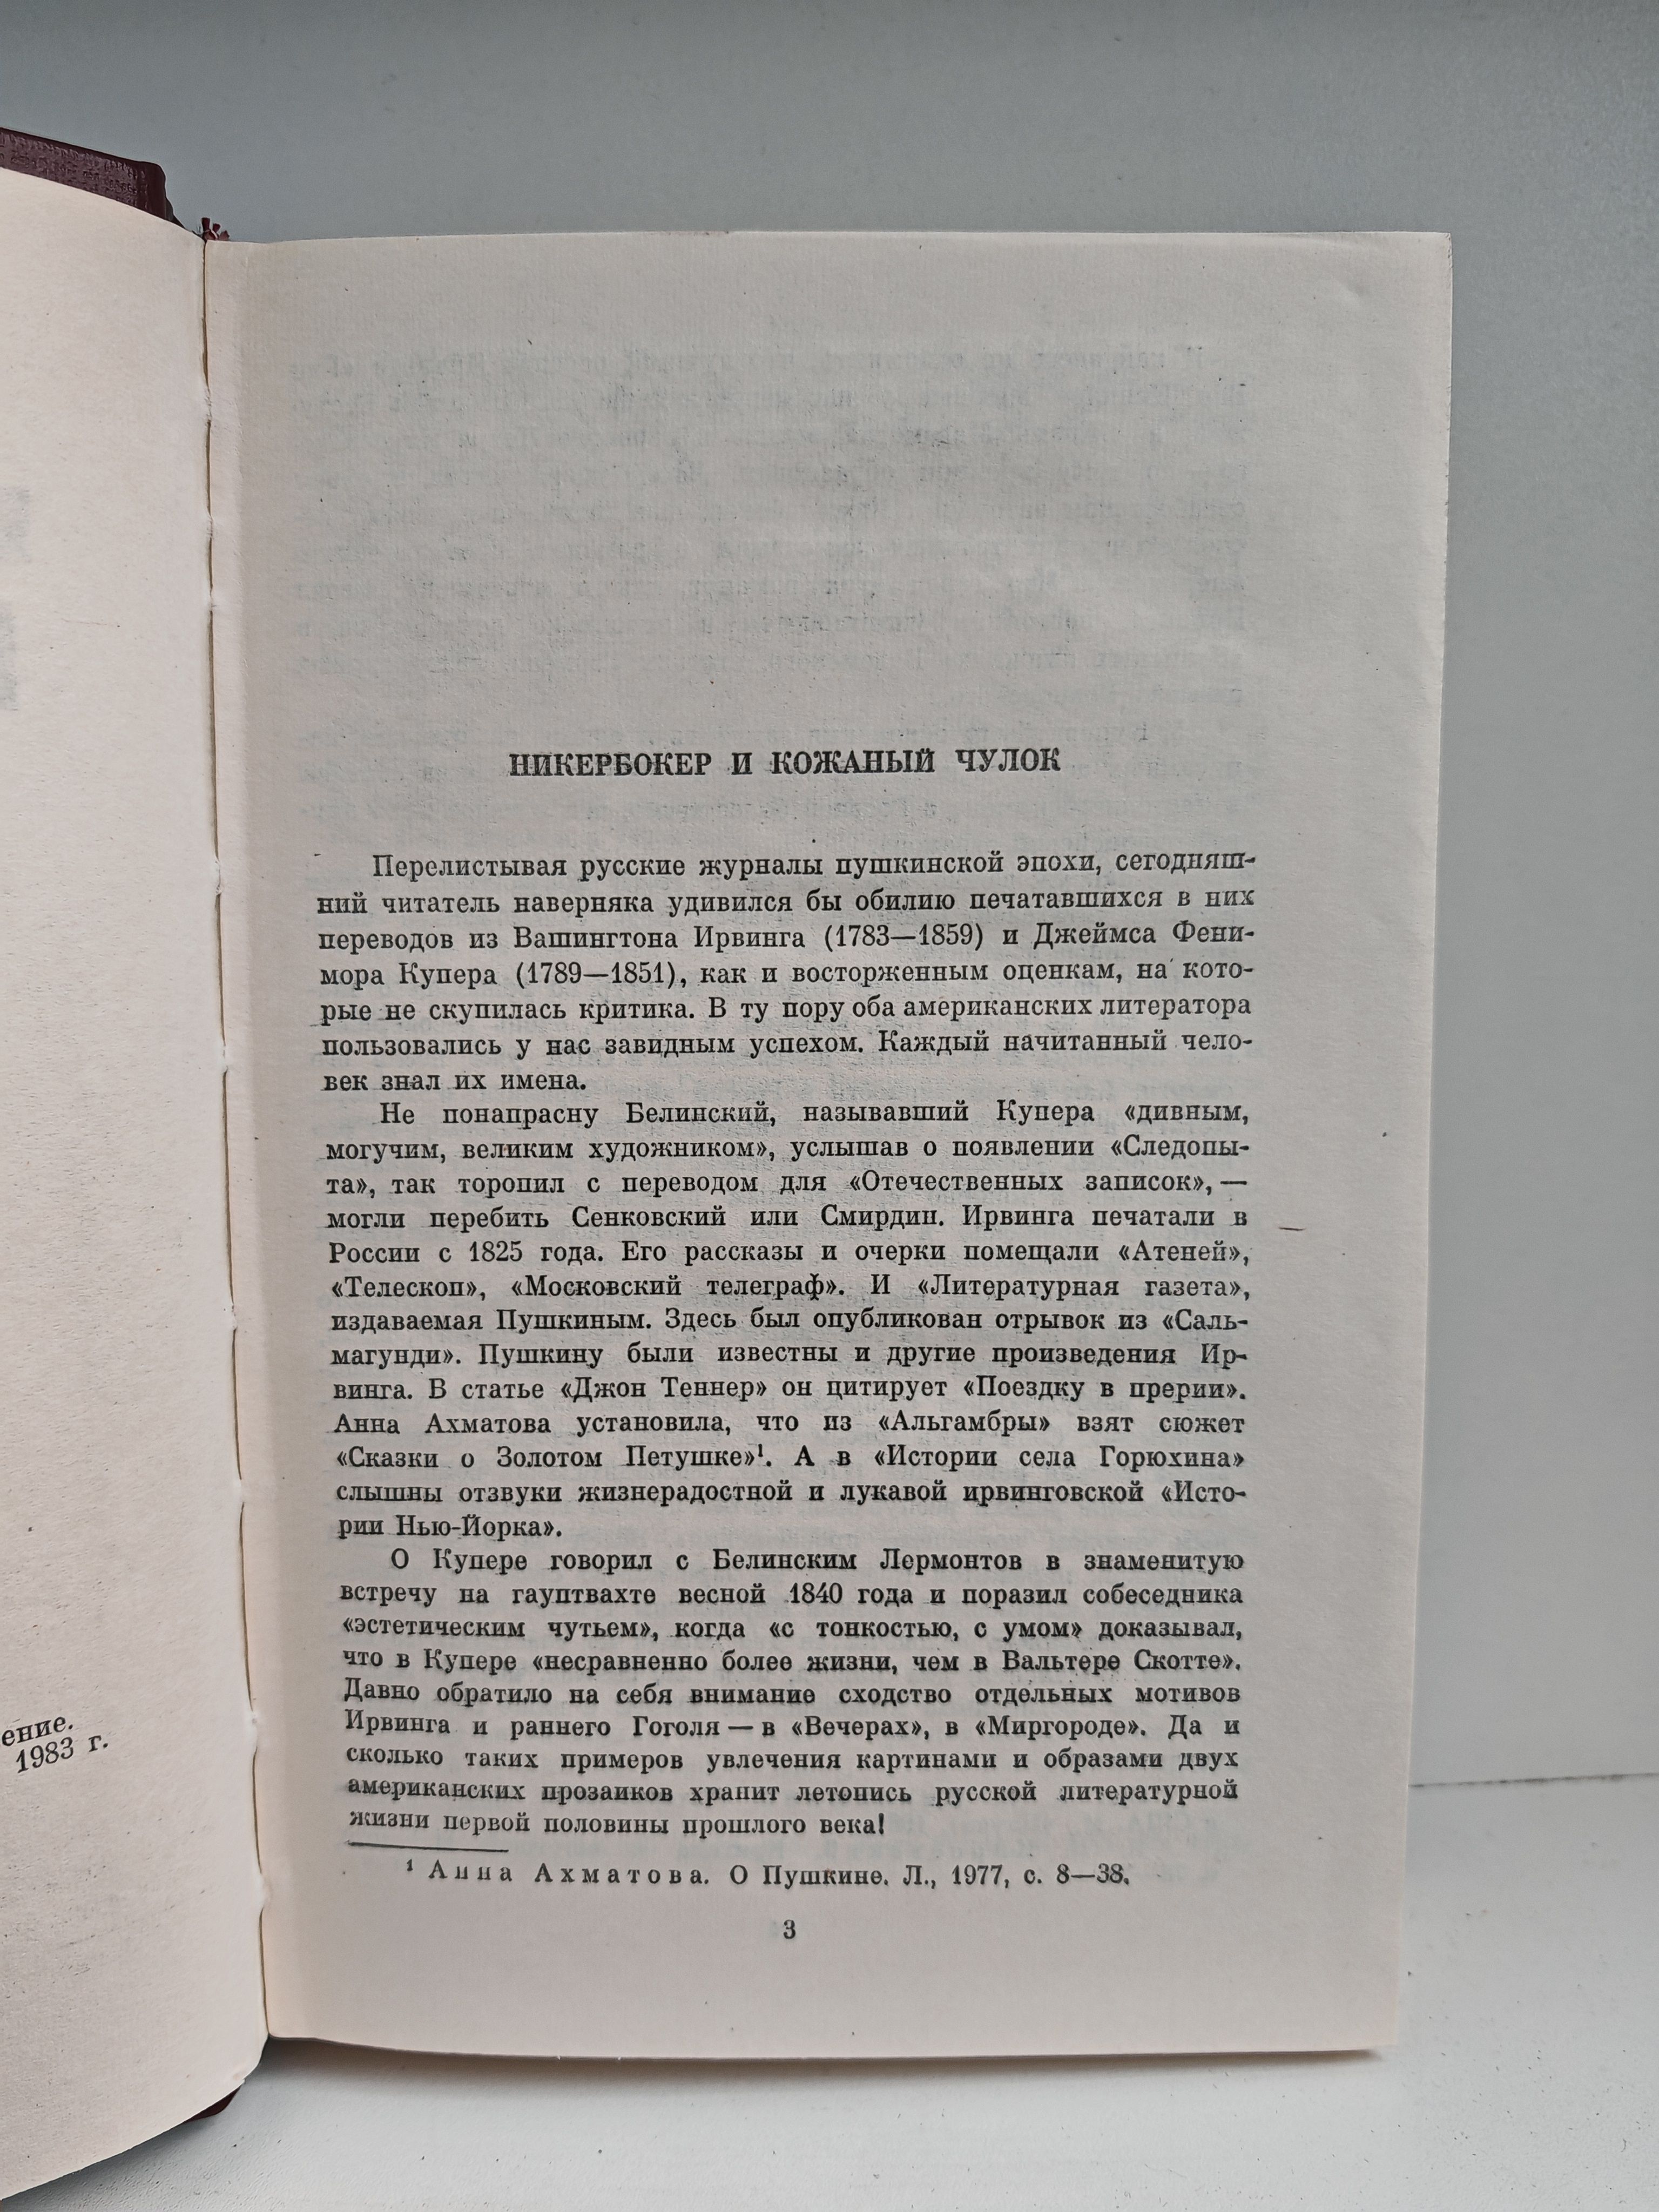 ение.
1983 г.
НИКЕРБОКЕР И КОЖАНЫЙ ЧУЛОК
Перелистывая русские журналы пушкинской эпохи, сегодняш-
ний читатель наверняка удивился бы обилию печатавшихся в них
переводов из Вашингтона Ирвинга (1783—1859) и Джеймса Фени-
мора Купера (1789—1851), как и восторженным оценкам, на кото-
рые не скупилась критика. В ту пору оба американских литератора
пользовались у нас завидным успехом. Каждый начитанный чело-
век знал их имена.
Не понапрасну Белинский, называвший Купера «дивным,
могучим, великим художником», услышав о появлении «Следопы-
та», так торопил с переводом для «Отечественных записок», —
могли перебить Сенковский или Смирдин. Ирвинга печатали в
России с 1825 года. Его рассказы и очерки помещали «Атеней»,
«Телескоп», «Московский телеграф». И «Литературная газета»,
издаваемая Пушкиным. Здесь был опубликован отрывок из «Саль-
магунди». Пушкину были известны и другие произведения Ир-
винга. В статье «Джон Теннер» он цитирует «Поездку в прерии».
Анна Ахматова установила, что из «Альгамбры» взят сюжет
«Сказки о Золотом Петушке»¹. А в «Истории села Горюхина»
слышны отзвуки жизнерадостной и лукавой ирвинговской «Исто-
рии Нью-Йорка».
О Купере говорил с Белинским Лермонтов в знаменитую
встречу на гауптвахте весной 1840 года и поразил собеседника
«эстетическим чутьем», когда «с тонкостью, с умом» доказывал,
что в Купере «несравненно более жизни, чем в Вальтере Скотте».
Давно обратило на себя внимание сходство отдельных мотивов
Ирвинга и раннего Гоголя — в «Вечерах», в «Миргороде». Да и
сколько таких примеров увлечения картинами и образами двух
американских прозаиков хранит летопись русской литературной
жизни первой половины прошлого века!
¹ Анна Ахматова. О Пушкине. Л., 1977, с. 8—38.
3